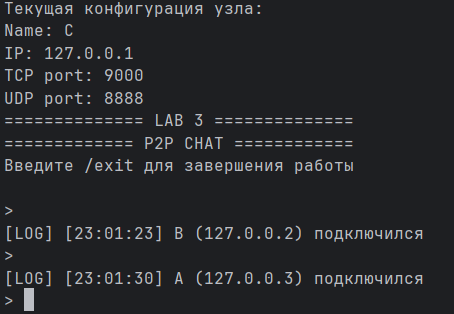 Текущая конфигурация узла:
Name: C
IP: 127.0.0.1
TCP port: 9000
UDP port: 8888
============== LAB 3 ==============
============= P2P CHAT ============
Введите /exit для завершения работы
>
[LOG] [23:01:23] B (127.0.0.2) подключился
>
[LOG] [23:01:30] A (127.0.0.3) подключился
>